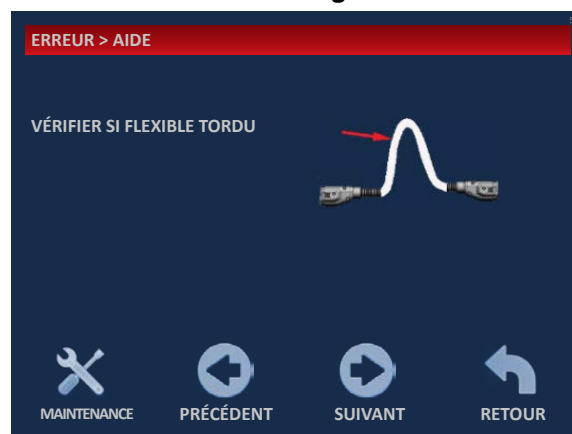 ERREUR > AIDE
VÉRIFIER SI FLEXIBLE TORDU
MAINTENANCE
PRÉCÉDENT
SUIVANT
RETOUR